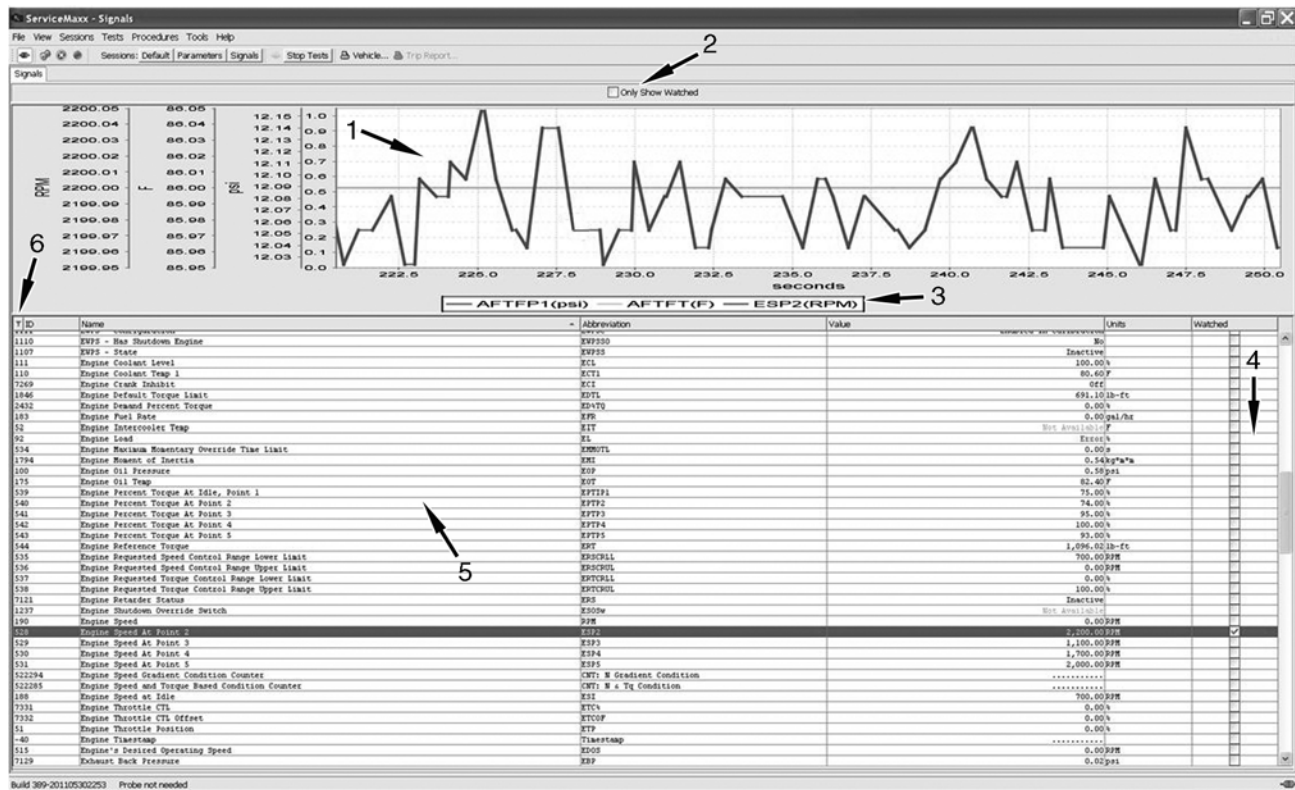 ServiceMaxx - Signals
File View Sessions Tests Procedures Tools Help
Sessions: Default Parameters Signals Stop Tests Vehicle... Trip Report...
Signals
2
Only Show Watched
RPM
2200.05
2200.04
2200.03
2200.02
2200.01
2200.00
2199.99
2199.98
2199.97
2199.96
2199.95
F
86.05
86.04
86.03
86.02
86.01
86.00
85.99
85.98
85.97
85.96
85.95
psi
12.15
12.14
12.13
12.12
12.11
12.10
12.09
12.08
12.07
12.06
12.05
12.04
12.03
1.0
0.9
0.8
0.7
0.6
0.5
0.4
0.3
0.2
0.1
0.0
1
222.5 225.0 227.5 230.0 232.5 235.0 237.5 240.0 242.5 245.0 247.5 250.0
seconds
AFTFP1(psi) AFTFT(F) ESP2(RPM)
3
6
T ID Name Abbreviation Value Units Watched
1110 EWPS - Has Shutdown Engine EWPSSO No
1107 EWPS - State EWPSS Inactive
111 Engine Coolant Level ECL 100.00 %
110 Engine Coolant Temp 1 ECT1 80.60 F
7269 Engine Crank Inhibit ECI Off
1846 Engine Default Torque Limit EDTL 691.10 lb-ft
2432 Engine Demand Percent Torque ED%TQ 0.00 %
183 Engine Fuel Rate EFR 0.00 gal/hr
52 Engine Intercooler Temp EIT Not Available F
92 Engine Load EL Error %
534 Engine Maximum Momentary Override Time Limit EMMOTL 0.00 s
1794 Engine Moment of Inertia EMI 0.54 kg*m*m
100 Engine Oil Pressure EOP 0.58 psi
175 Engine Oil Temp EOT 82.40 F
539 Engine Percent Torque At Idle, Point 1 EPTIP1 75.00 %
540 Engine Percent Torque At Point 2 EPTP2 74.00 %
541 Engine Percent Torque At Point 3 EPTP3 95.00 %
542 Engine Percent Torque At Point 4 EPTP4 100.00 %
543 Engine Percent Torque At Point 5 EPTP5 93.00 %
544 Engine Reference Torque ERT 1,096.02 lb-ft
535 Engine Requested Speed Control Range Lower Limit ERSCRLL 700.00 RPM
536 Engine Requested Speed Control Range Upper Limit ERSCRUL 0.00 RPM
537 Engine Requested Torque Control Range Lower Limit ERTCRLL 0.00 %
538 Engine Requested Torque Control Range Upper Limit ERTCRUL 100.00 %
7121 Engine Retarder Status ERS Inactive
1237 Engine Shutdown Override Switch ESOSw Not Available
190 Engine Speed RPM 0.00 RPM
528 Engine Speed At Point 2 ESP2 2,200.00 RPM
529 Engine Speed At Point 3 ESP3 1,100.00 RPM
530 Engine Speed At Point 4 ESP4 1,700.00 RPM
531 Engine Speed At Point 5 ESP5 2,000.00 RPM
522294 Engine Speed Gradient Condition Counter CNT: N Gradient Condition ...........
522285 Engine Speed and Torque Based Condition Counter CNT: N & Tq Condition ...........
188 Engine Speed at Idle ESI 700.00 RPM
7331 Engine Throttle CTL ETC% 0.00 %
7332 Engine Throttle CTL Offset ETCOF 0.00 %
51 Engine Throttle Position ETP 0.00 %
-40 Engine Timestamp Timestamp ...........
515 Engine's Desired Operating Speed EDOS 0.00 RPM
7129 Exhaust Back Pressure EBP 0.02 psi
4
5
Build 389-201105302253 Probe not needed